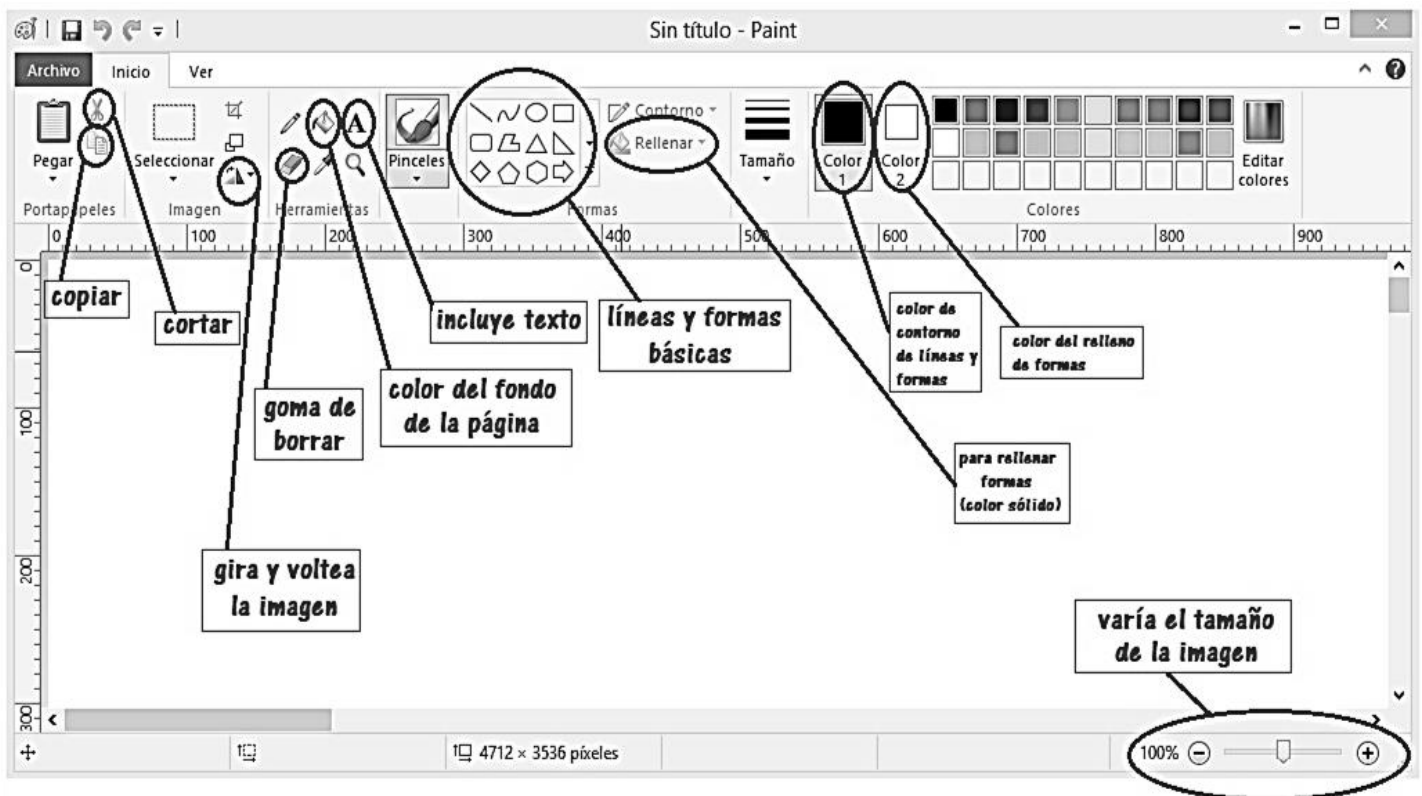 Sin título - Paint
Archivo Inicio Ver
Pegar
Seleccionar
A
Pinceles
Contorno
Rellenar
Tamaño
Color 1
Color 2
Editar colores
Portapapeles Imagen Herramientas Formas Colores
0 100 200 300 400 500 600 700 800 900
0
100
200
300
copiar
cortar
incluye texto
líneas y formas
básicas
color de
contorno
de líneas y
formas
color del relleno
de formas
goma de
borrar
color del fondo
de la página
para rellenar
formas
(color sólido)
gira y voltea
la imagen
varía el tamaño
de la imagen
4712 × 3536 píxeles
100%